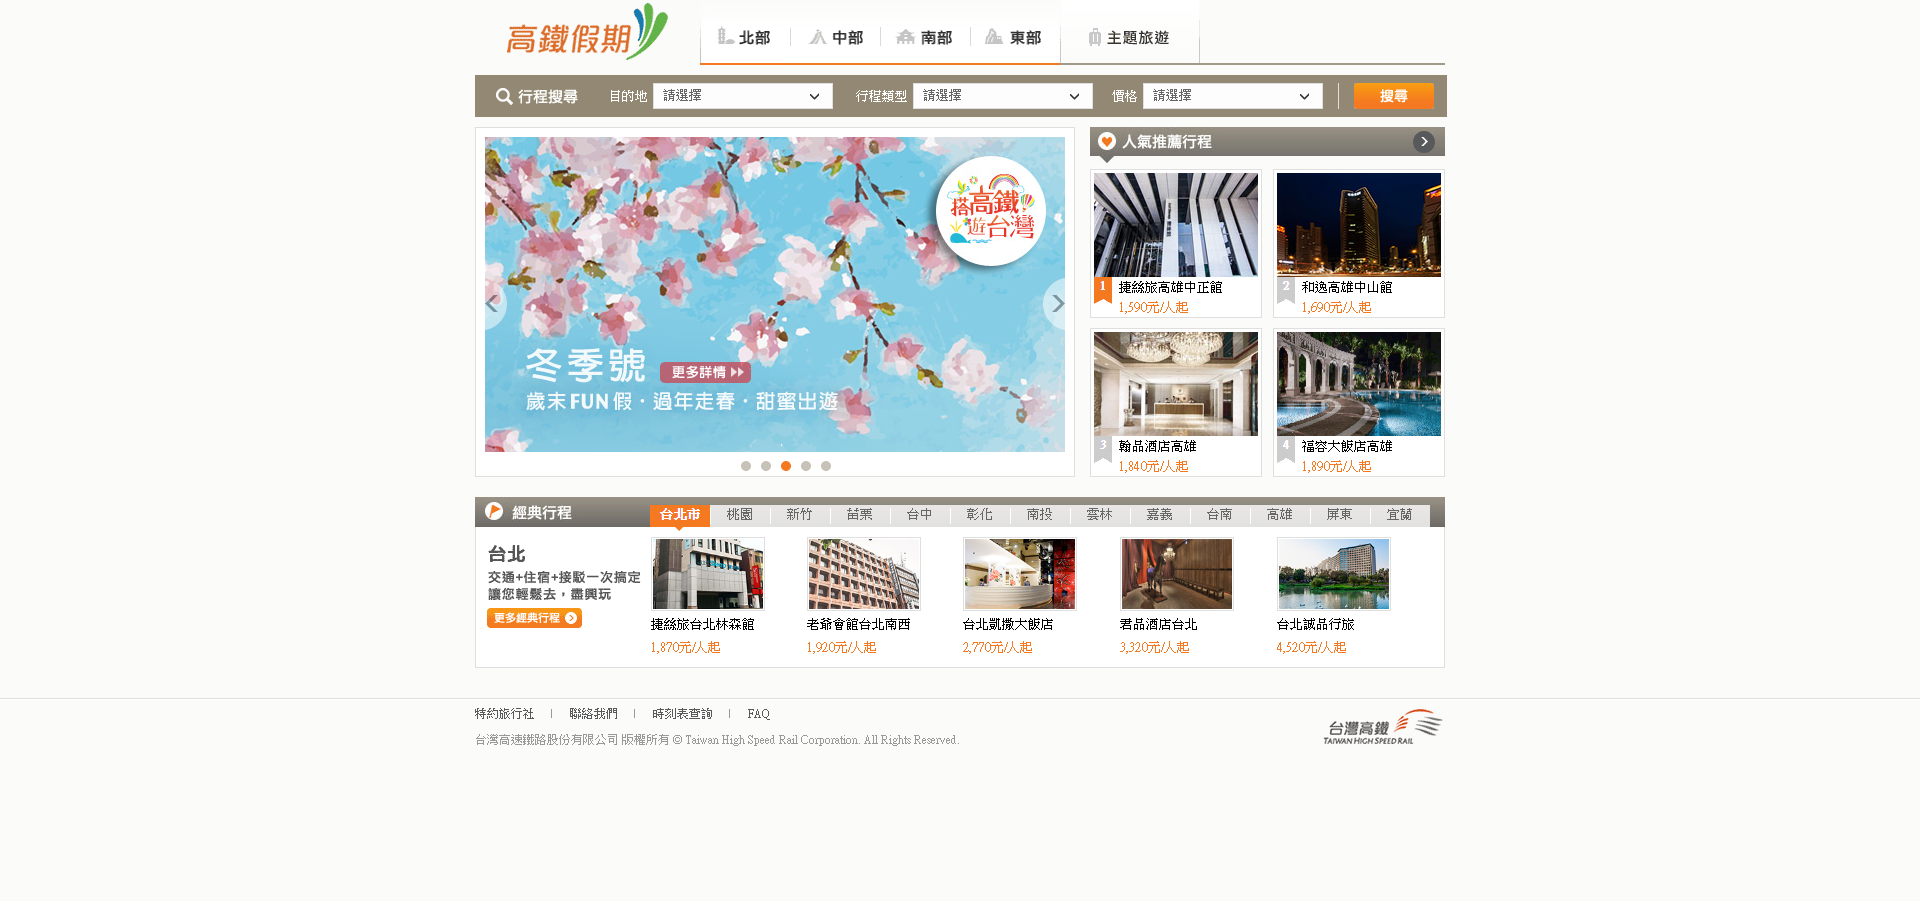 高鐵假期
北部
中部
南部
東部
主題旅遊
行程搜尋
目的地 請選擇
行程類型 請選擇
價格 請選擇
搜尋
搭高鐵
遊台灣
冬季號 更多詳情
歲末FUN假・過年走春・甜蜜出遊
人氣推薦行程
1 捷絲旅高雄中正館
1,590元/人起
2 和逸高雄中山館
1,690元/人起
3 翰品酒店高雄
1,840元/人起
4 福容大飯店高雄
1,890元/人起
經典行程
台北市 桃園 新竹 苗栗 台中 彰化 南投 雲林 嘉義 台南 高雄 屏東 宜蘭
台北
交通+住宿+接駁一次搞定
讓您輕鬆去，盡興玩
更多經典行程
捷絲旅台北林森館
1,870元/人起
老爺會館台北南西
1,920元/人起
台北凱撒大飯店
2,770元/人起
君品酒店台北
3,320元/人起
台北誠品行旅
4,520元/人起
特約旅行社 | 聯絡我們 | 時刻表查詢 | FAQ
台灣高速鐵路股份有限公司 版權所有 © Taiwan High Speed Rail Corporation. All Rights Reserved.
台灣高鐵
TAIWAN HIGH SPEED RAIL